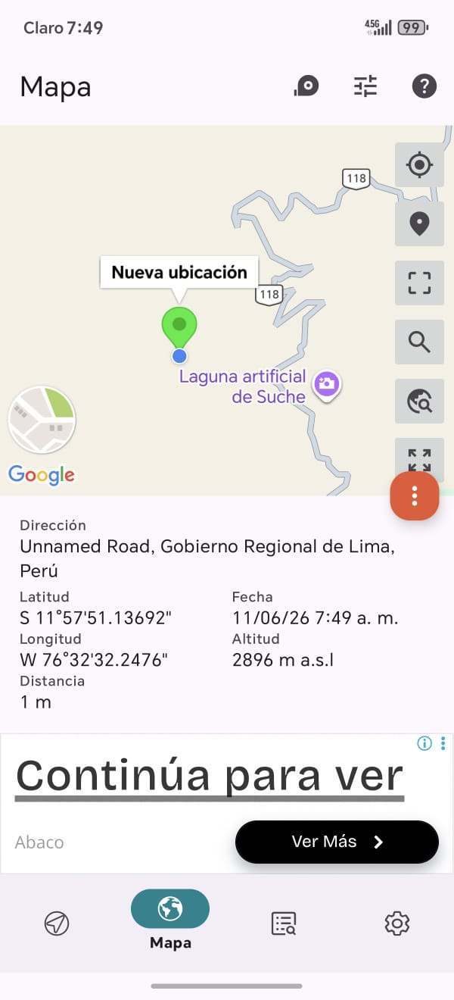 Claro 7:49
4.5G
99
Mapa
?
118
Nueva ubicación
118
Laguna artificial
de Suche
Google
Dirección
Unnamed Road, Gobierno Regional de Lima,
Perú
Latitud
S 11°57'51.13692"
Fecha
11/06/26 7:49 a. m.
Longitud
W 76°32'32.2476"
Altitud
2896 m a.s.l
Distancia
1 m
Continúa para ver
Abaco
Ver Más
Mapa